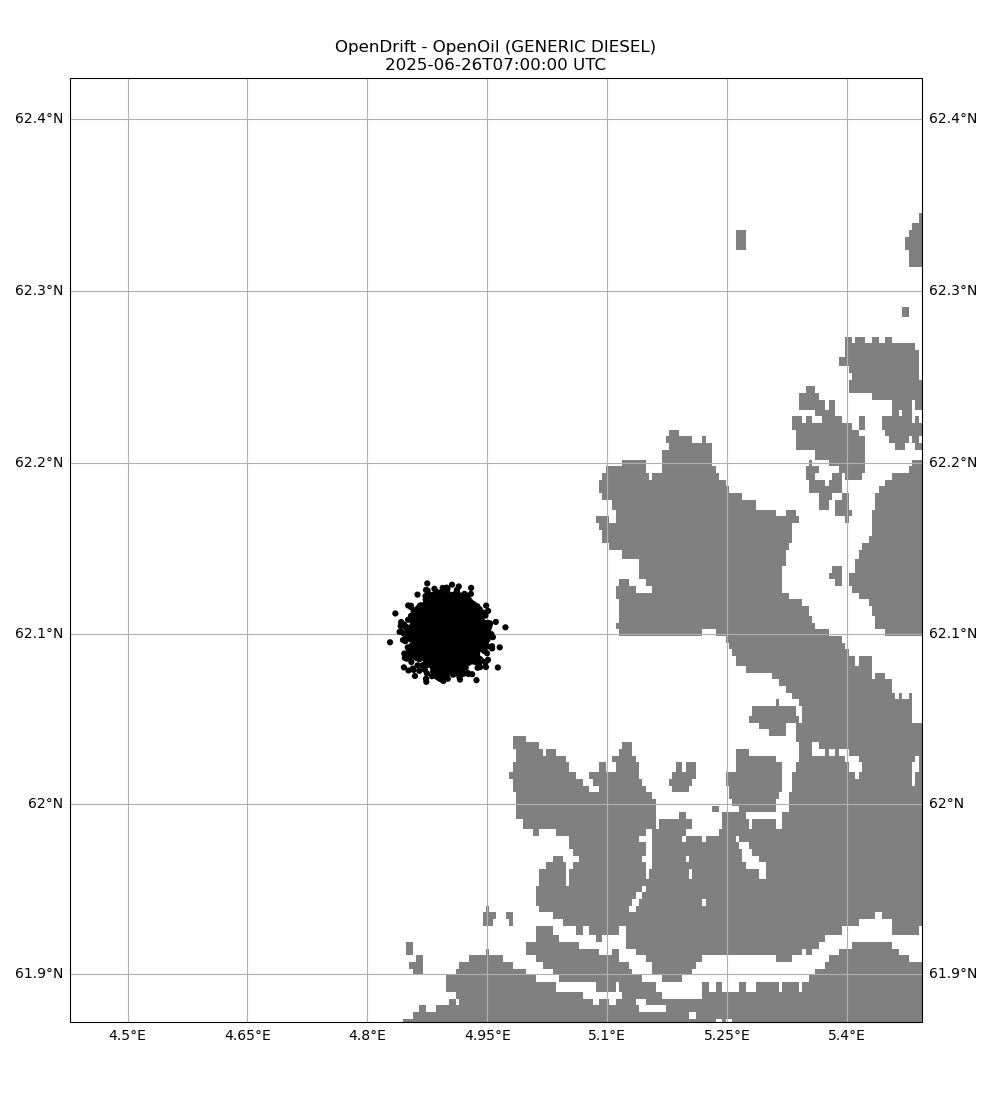 OpenDrift - OpenOil (GENERIC DIESEL)
2025-06-26T07:00:00 UTC
62.4°N 62.4°N
62.3°N 62.3°N
62.2°N 62.2°N
62.1°N 62.1°N
62°N 62°N
61.9°N 61.9°N
4.5°E 4.65°E 4.8°E 4.95°E 5.1°E 5.25°E 5.4°E